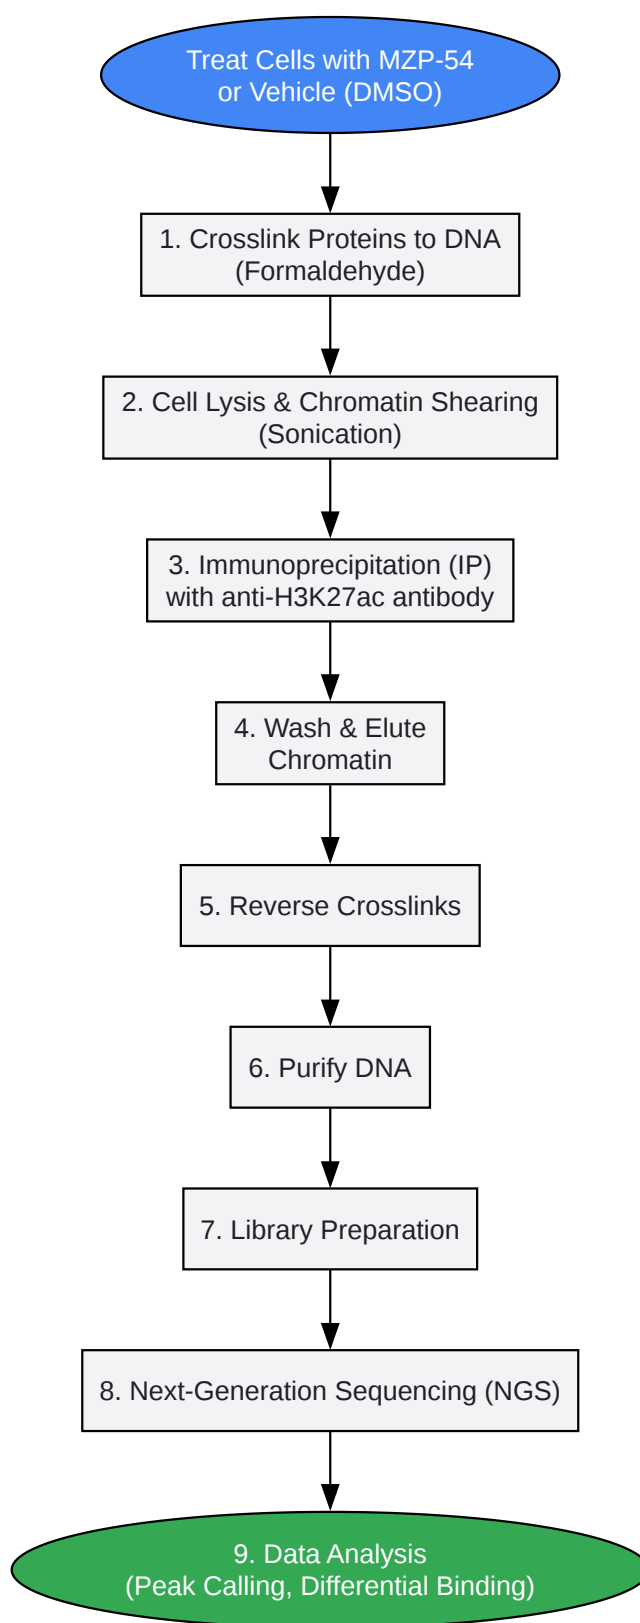 Treat Cells with MZP-54
or Vehicle (DMSO)
1. Crosslink Proteins to DNA
(Formaldehyde)
2. Cell Lysis & Chromatin Shearing
(Sonication)
3. Immunoprecipitation (IP)
with anti-H3K27ac antibody
4. Wash & Elute
Chromatin
5. Reverse Crosslinks
6. Purify DNA
7. Library Preparation
8. Next-Generation Sequencing (NGS)
9. Data Analysis
(Peak Calling, Differential Binding)